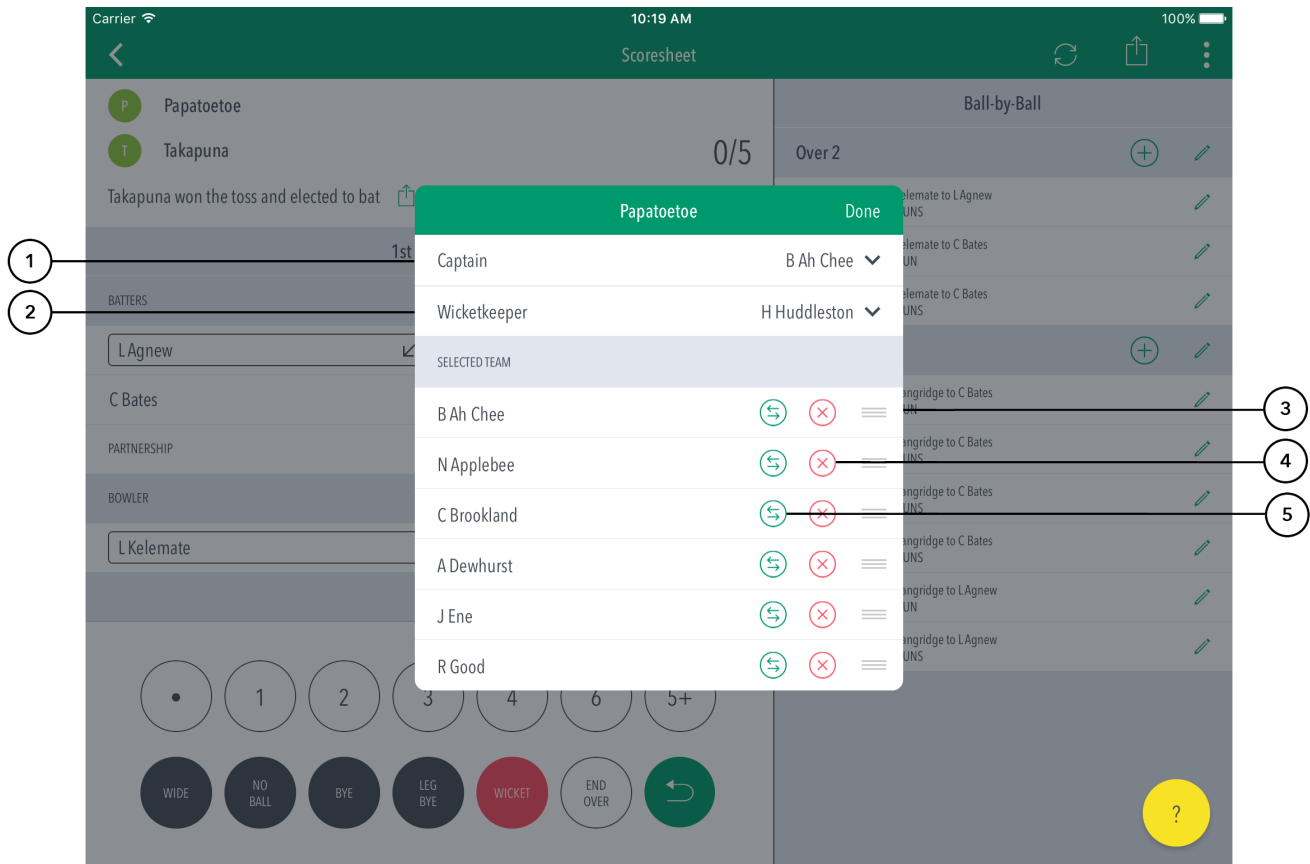 Carrier 10:19 AM 100%
Scoresheet
P Papatoetoe
T Takapuna 0/5
Takapuna won the toss and elected to bat
1st
BATTERS
L Agnew
C Bates
PARTNERSHIP
BOWLER
L Kelemate
1 2 3 4 6 5+
WIDE
NO
BALL
BYE
LEG
BYE
WICKET
END
OVER
Papatoetoe Done
Captain B Ah Chee
Wicketkeeper H Huddleston
SELECTED TEAM
B Ah Chee
N Applebee
C Brookland
A Dewhurst
J Ene
R Good
Ball-by-Ball
Over 2
elemate to L Agnew
UNS
elemate to C Bates
UN
elemate to C Bates
UNS
angridge to C Bates
UN
angridge to C Bates
UNS
angridge to C Bates
UNS
angridge to C Bates
UNS
angridge to L Agnew
UN
angridge to L Agnew
UNS
?
1
2
3
4
5